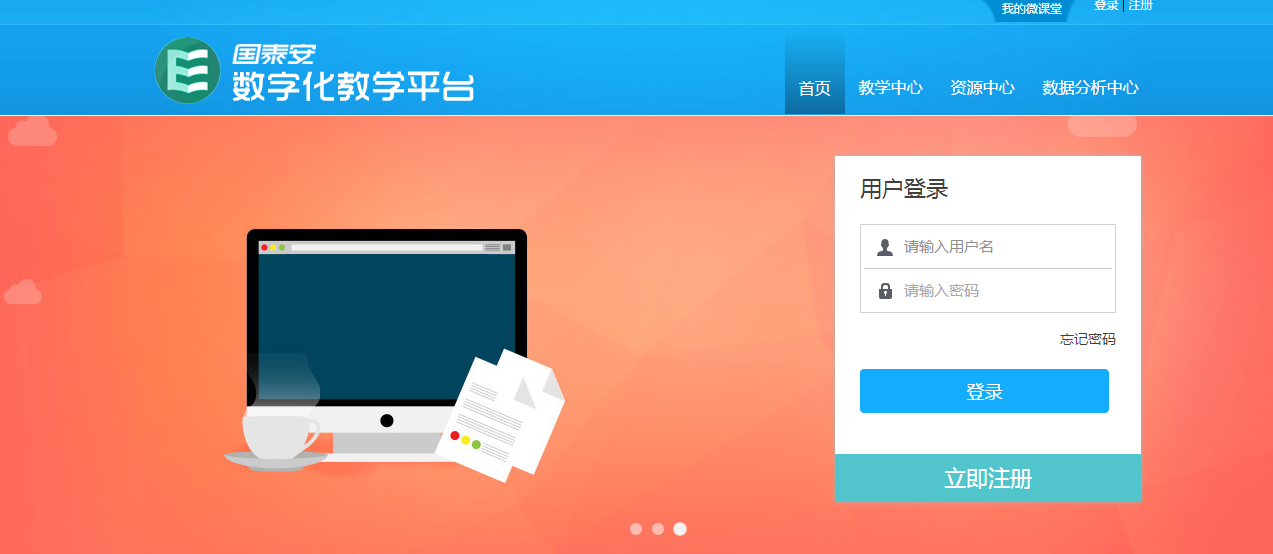 我的微课堂
登录 | 注册
国泰安
数字化教学平台
首页 教学中心 资源中心 数据分析中心
用户登录
请输入用户名
请输入密码
忘记密码
登录
立即注册